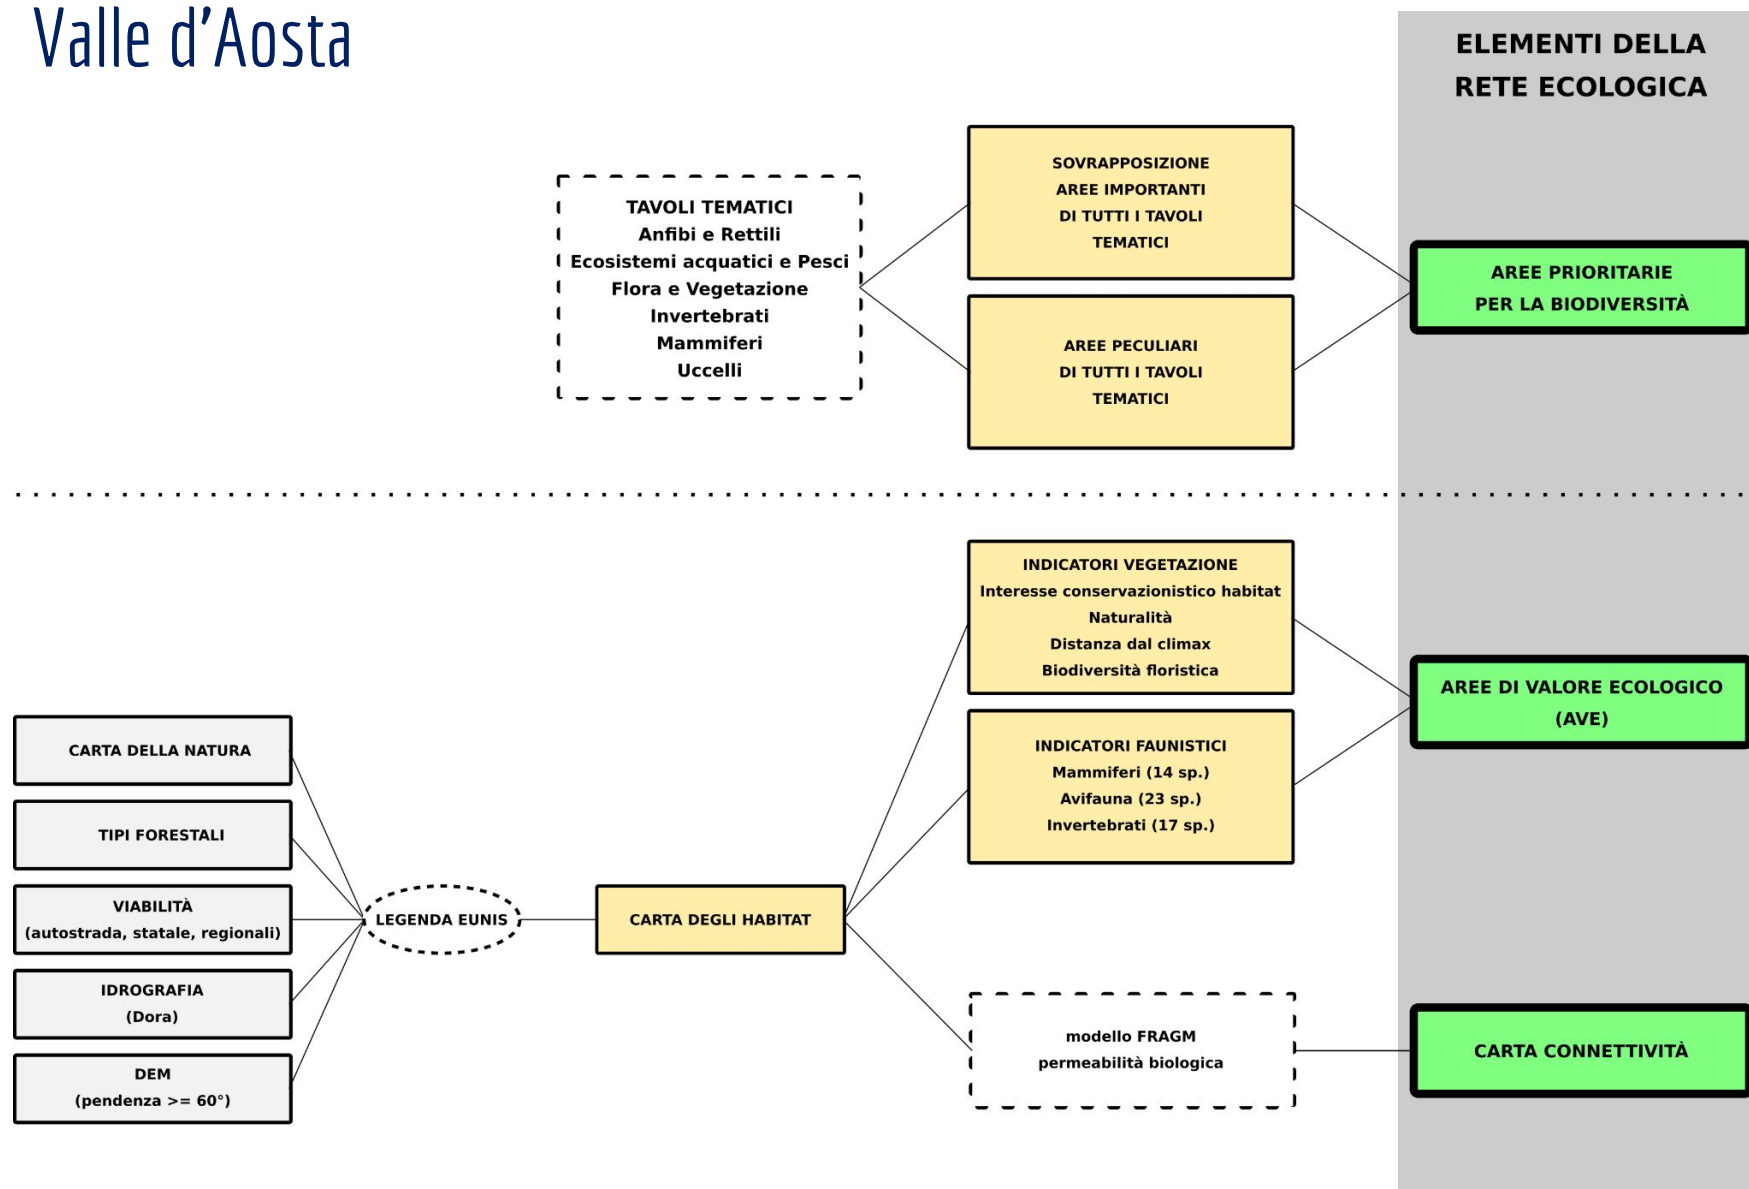 Valle d’Aosta
ELEMENTI DELLA
RETE ECOLOGICA
TAVOLI TEMATICI
Anfibi e Rettili
Ecosistemi acquatici e Pesci
Flora e Vegetazione
Invertebrati
Mammiferi
Uccelli
SOVRAPPOSIZIONE
AREE IMPORTANTI
DI TUTTI I TAVOLI
TEMATICI
AREE PECULIARI
DI TUTTI I TAVOLI
TEMATICI
AREE PRIORITARIE
PER LA BIODIVERSITÀ
CARTA DELLA NATURA
TIPI FORESTALI
VIABILITÀ
(autostrada, statale, regionali)
IDROGRAFIA
(Dora)
DEM
(pendenza >= 60°)
LEGENDA EUNIS
CARTA DEGLI HABITAT
INDICATORI VEGETAZIONE
Interesse conservazionistico habitat
Naturalità
Distanza dal climax
Biodiversità floristica
INDICATORI FAUNISTICI
Mammiferi (14 sp.)
Avifauna (23 sp.)
Invertebrati (17 sp.)
modello FRAGM
permeabilità biologica
AREE DI VALORE ECOLOGICO
(AVE)
CARTA CONNETTIVITÀ